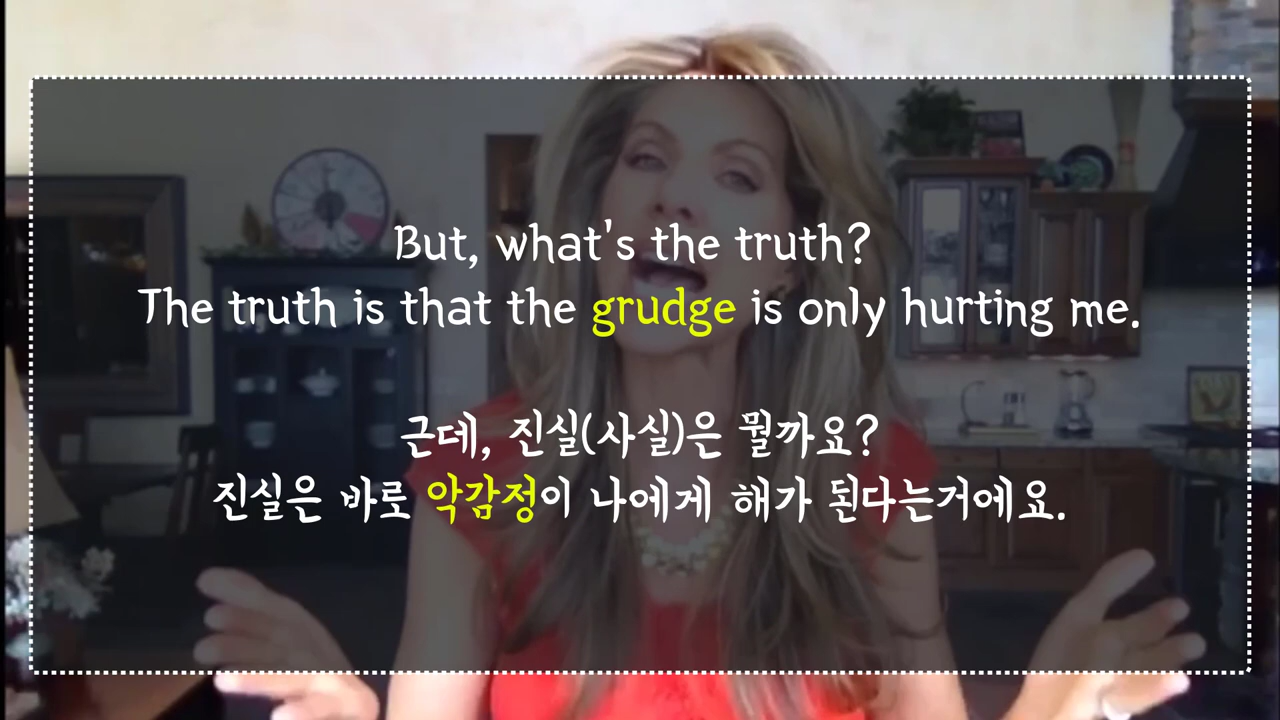 But, what's the truth?
The truth is that the grudge is only hurting me.
근데, 진실(사실)은 뭘까요?
진실은 바로 악감정이 나에게 해가 된다는거에요.